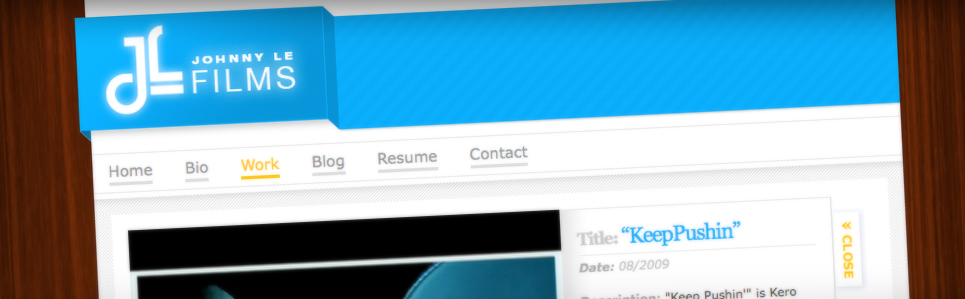 JOHNNY LE
FILMS
Home Bio Work Blog Resume Contact
Title: “KeepPushin”
Date: 08/2009
Description: "Keep Pushin'" is Kero
« CLOSE